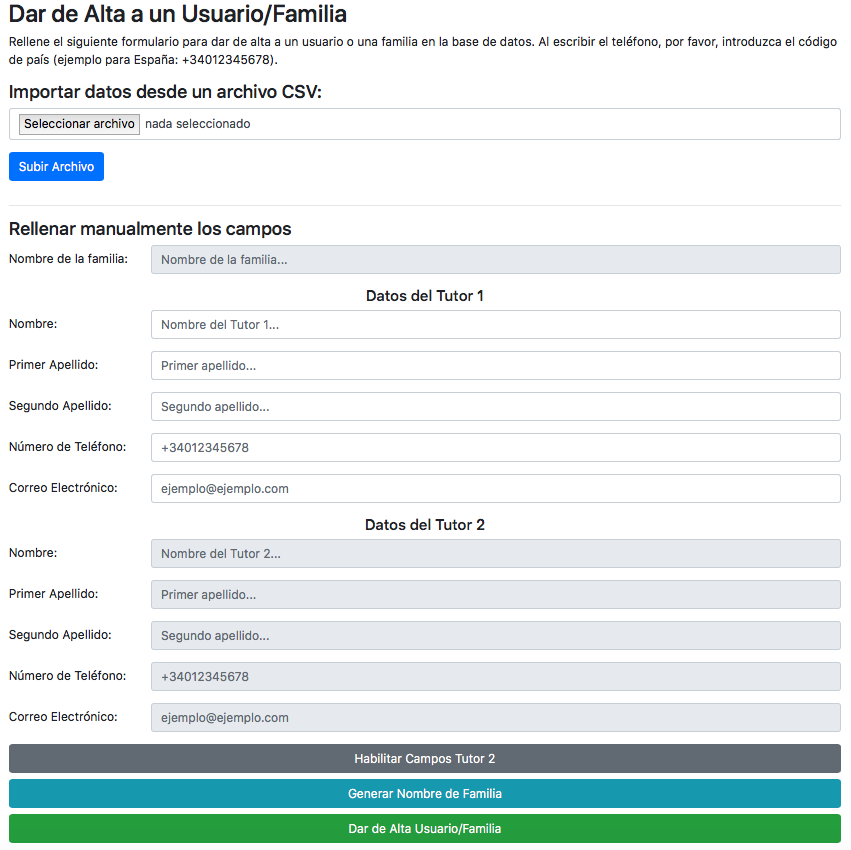 Dar de Alta a un Usuario/Familia
Rellene el siguiente formulario para dar de alta a un usuario o una familia en la base de datos. Al escribir el teléfono, por favor, introduzca el código
de país (ejemplo para España: +34012345678).
Importar datos desde un archivo CSV:
Seleccionar archivo nada seleccionado
Subir Archivo
Rellenar manualmente los campos
Nombre de la familia: Nombre de la familia...
Datos del Tutor 1
Nombre: Nombre del Tutor 1...
Primer Apellido: Primer apellido...
Segundo Apellido: Segundo apellido...
Número de Teléfono: +34012345678
Correo Electrónico: ejemplo@ejemplo.com
Datos del Tutor 2
Nombre: Nombre del Tutor 2...
Primer Apellido: Primer apellido...
Segundo Apellido: Segundo apellido...
Número de Teléfono: +34012345678
Correo Electrónico: ejemplo@ejemplo.com
Habilitar Campos Tutor 2
Generar Nombre de Familia
Dar de Alta Usuario/Familia